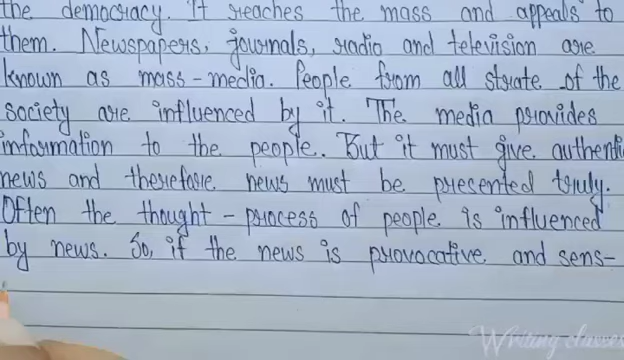 the democracy. It reaches the mass and appeals to
them. Newspapers, journals, radio and television are
known as mass-media. People from all strate of the
society are influenced by it. The media provides
information to the people. But it must give authenti
news and therefore news must be presented truly.
Often the thought-process of people is influenced
by news. So, if the news is provocative and sens-
Writing classes